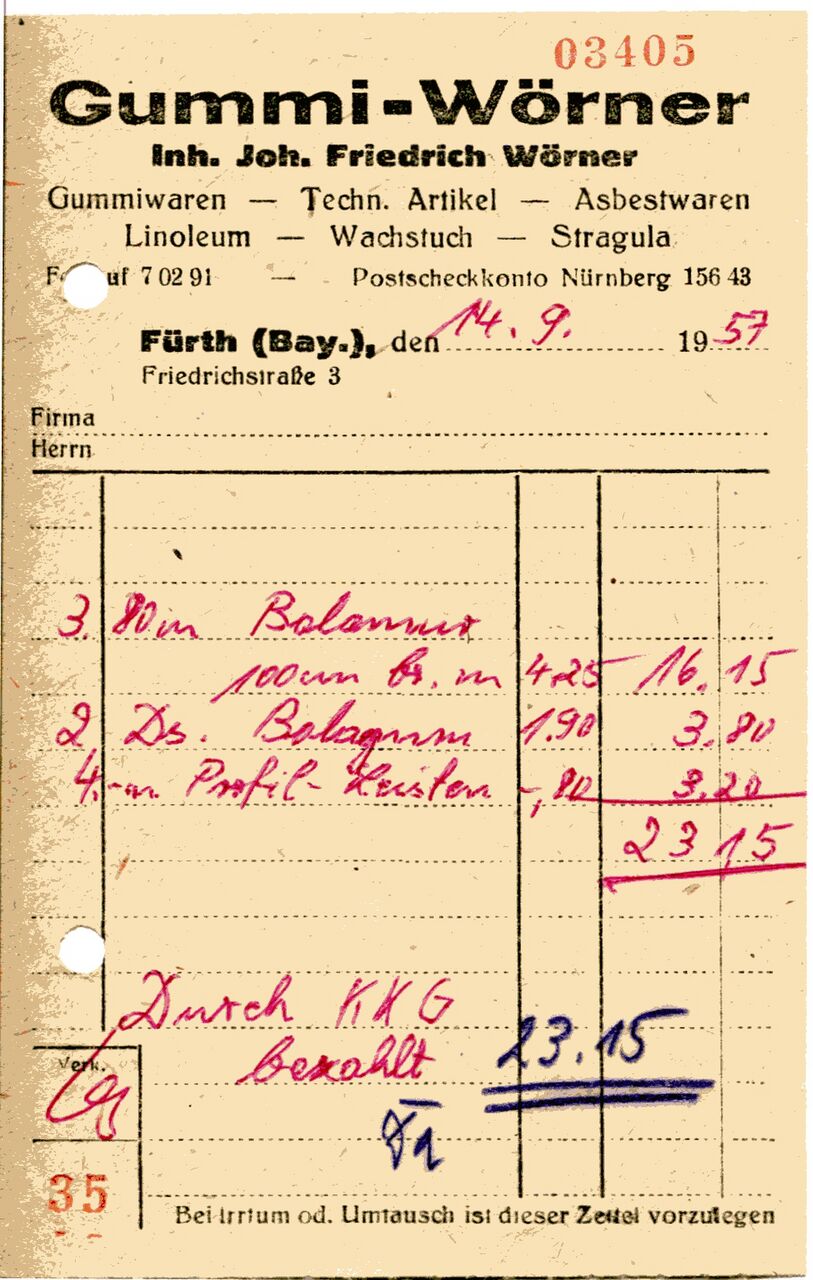 03405
Gummi-Wörner
Inh. Joh. Friedrich Wörner
Gummiwaren — Techn. Artikel — Asbestwaren
Linoleum — Wachstuch — Stragula
uf 7 02 91 — Postscheckkonto Nürnberg 156 43
Fürth (Bay.), den 14. 9. 1957
Friedrichstraße 3
Firma
Herrn
3. 80 m
100 cm br. m 4.25 16.15
2 Ds. Balagum 1.90 3.80
4.-m Profil-Leisten -,80 3.20
23 15
Durch KKG
bezahlt 23.15
Verk.
35
Bei Irrtum od. Umtausch ist dieser Zettel vorzulegen